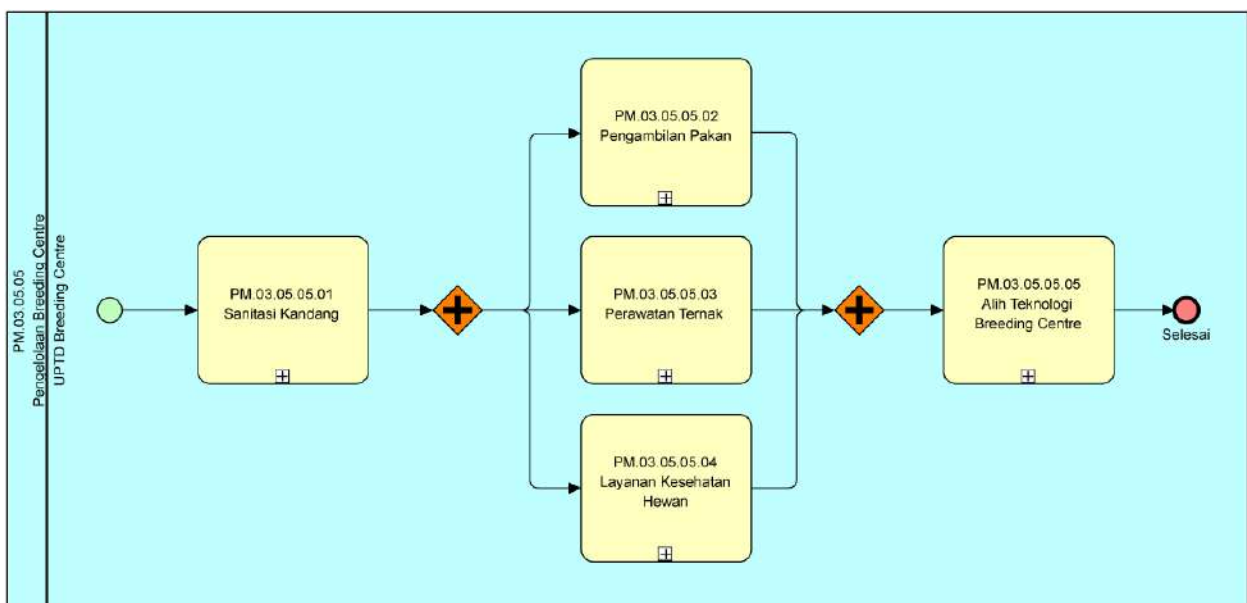 PM.03.05.05
Pengelolaan Breeding Centre
UPTD Breeding Centre
PM.03.05.05.01
Sanitasi Kandang
PM.03.05.05.02
Pengambilan Pakan
PM.03.05.05.03
Perawatan Ternak
PM.03.05.05.04
Layanan Kesehatan
Hewan
PM.03.05.05.05
Alih Teknologi
Breeding Centre
Selesai